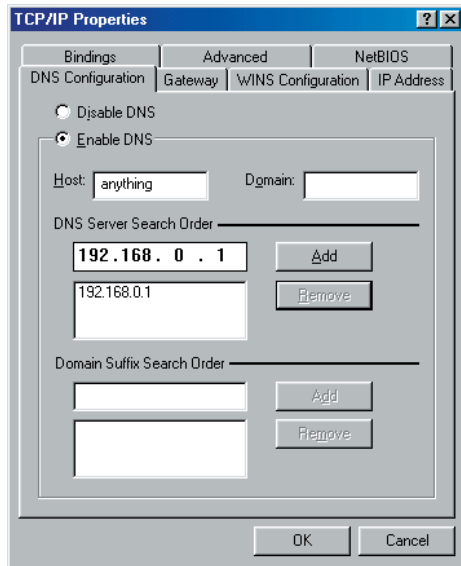 TCP/IP Properties
Bindings Advanced NetBIOS
DNS Configuration Gateway WINS Configuration IP Address
Disable DNS
Enable DNS
Host: anything Domain:
DNS Server Search Order
192.168. 0 . 1 Add
192.168.0.1 Remove
Domain Suffix Search Order
Add
Remove
OK Cancel